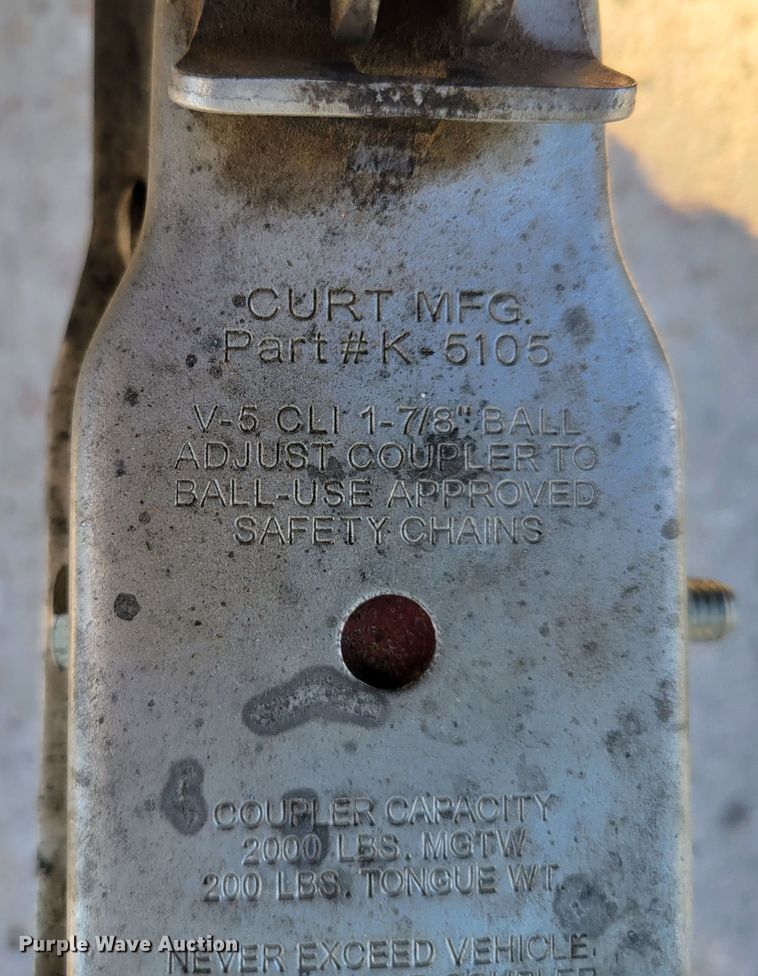 CURT MFG.
Part # K-5105
V-5 CLI 1-7/8" BALL
ADJUST COUPLER TO
BALL-USE APPROVED
SAFETY CHAINS
COUPLER CAPACITY
2000 LBS. MGTW
200 LBS. TONGUE WT.
NEVER EXCEED VEHICLE,
Purple Wave Auction